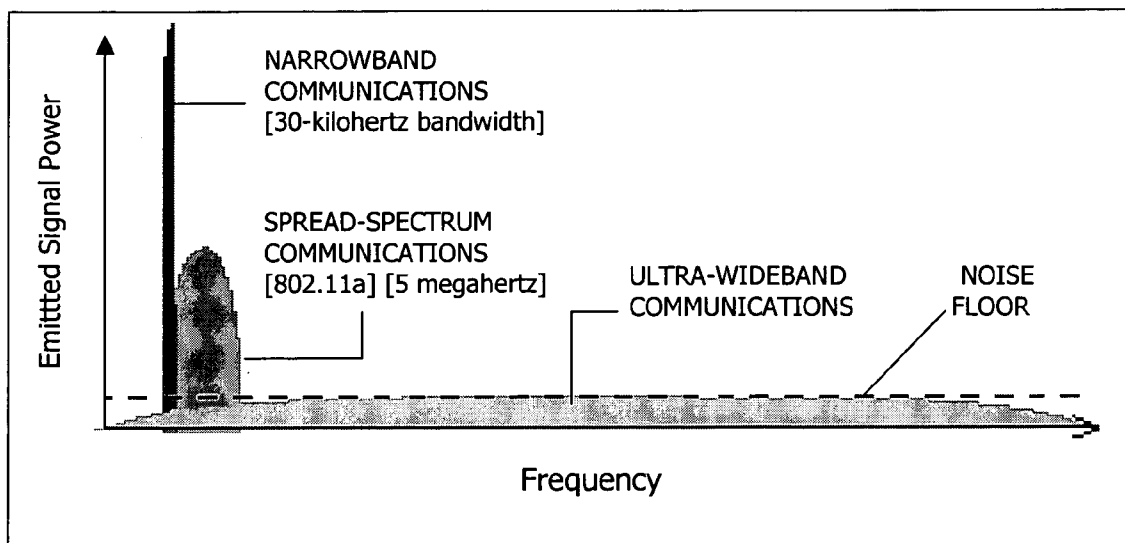 Emitted Signal Power
NARROWBAND
COMMUNICATIONS
[30-kilohertz bandwidth]
SPREAD-SPECTRUM
COMMUNICATIONS
[802.11a] [5 megahertz]
ULTRA-WIDEBAND
COMMUNICATIONS
NOISE
FLOOR
Frequency